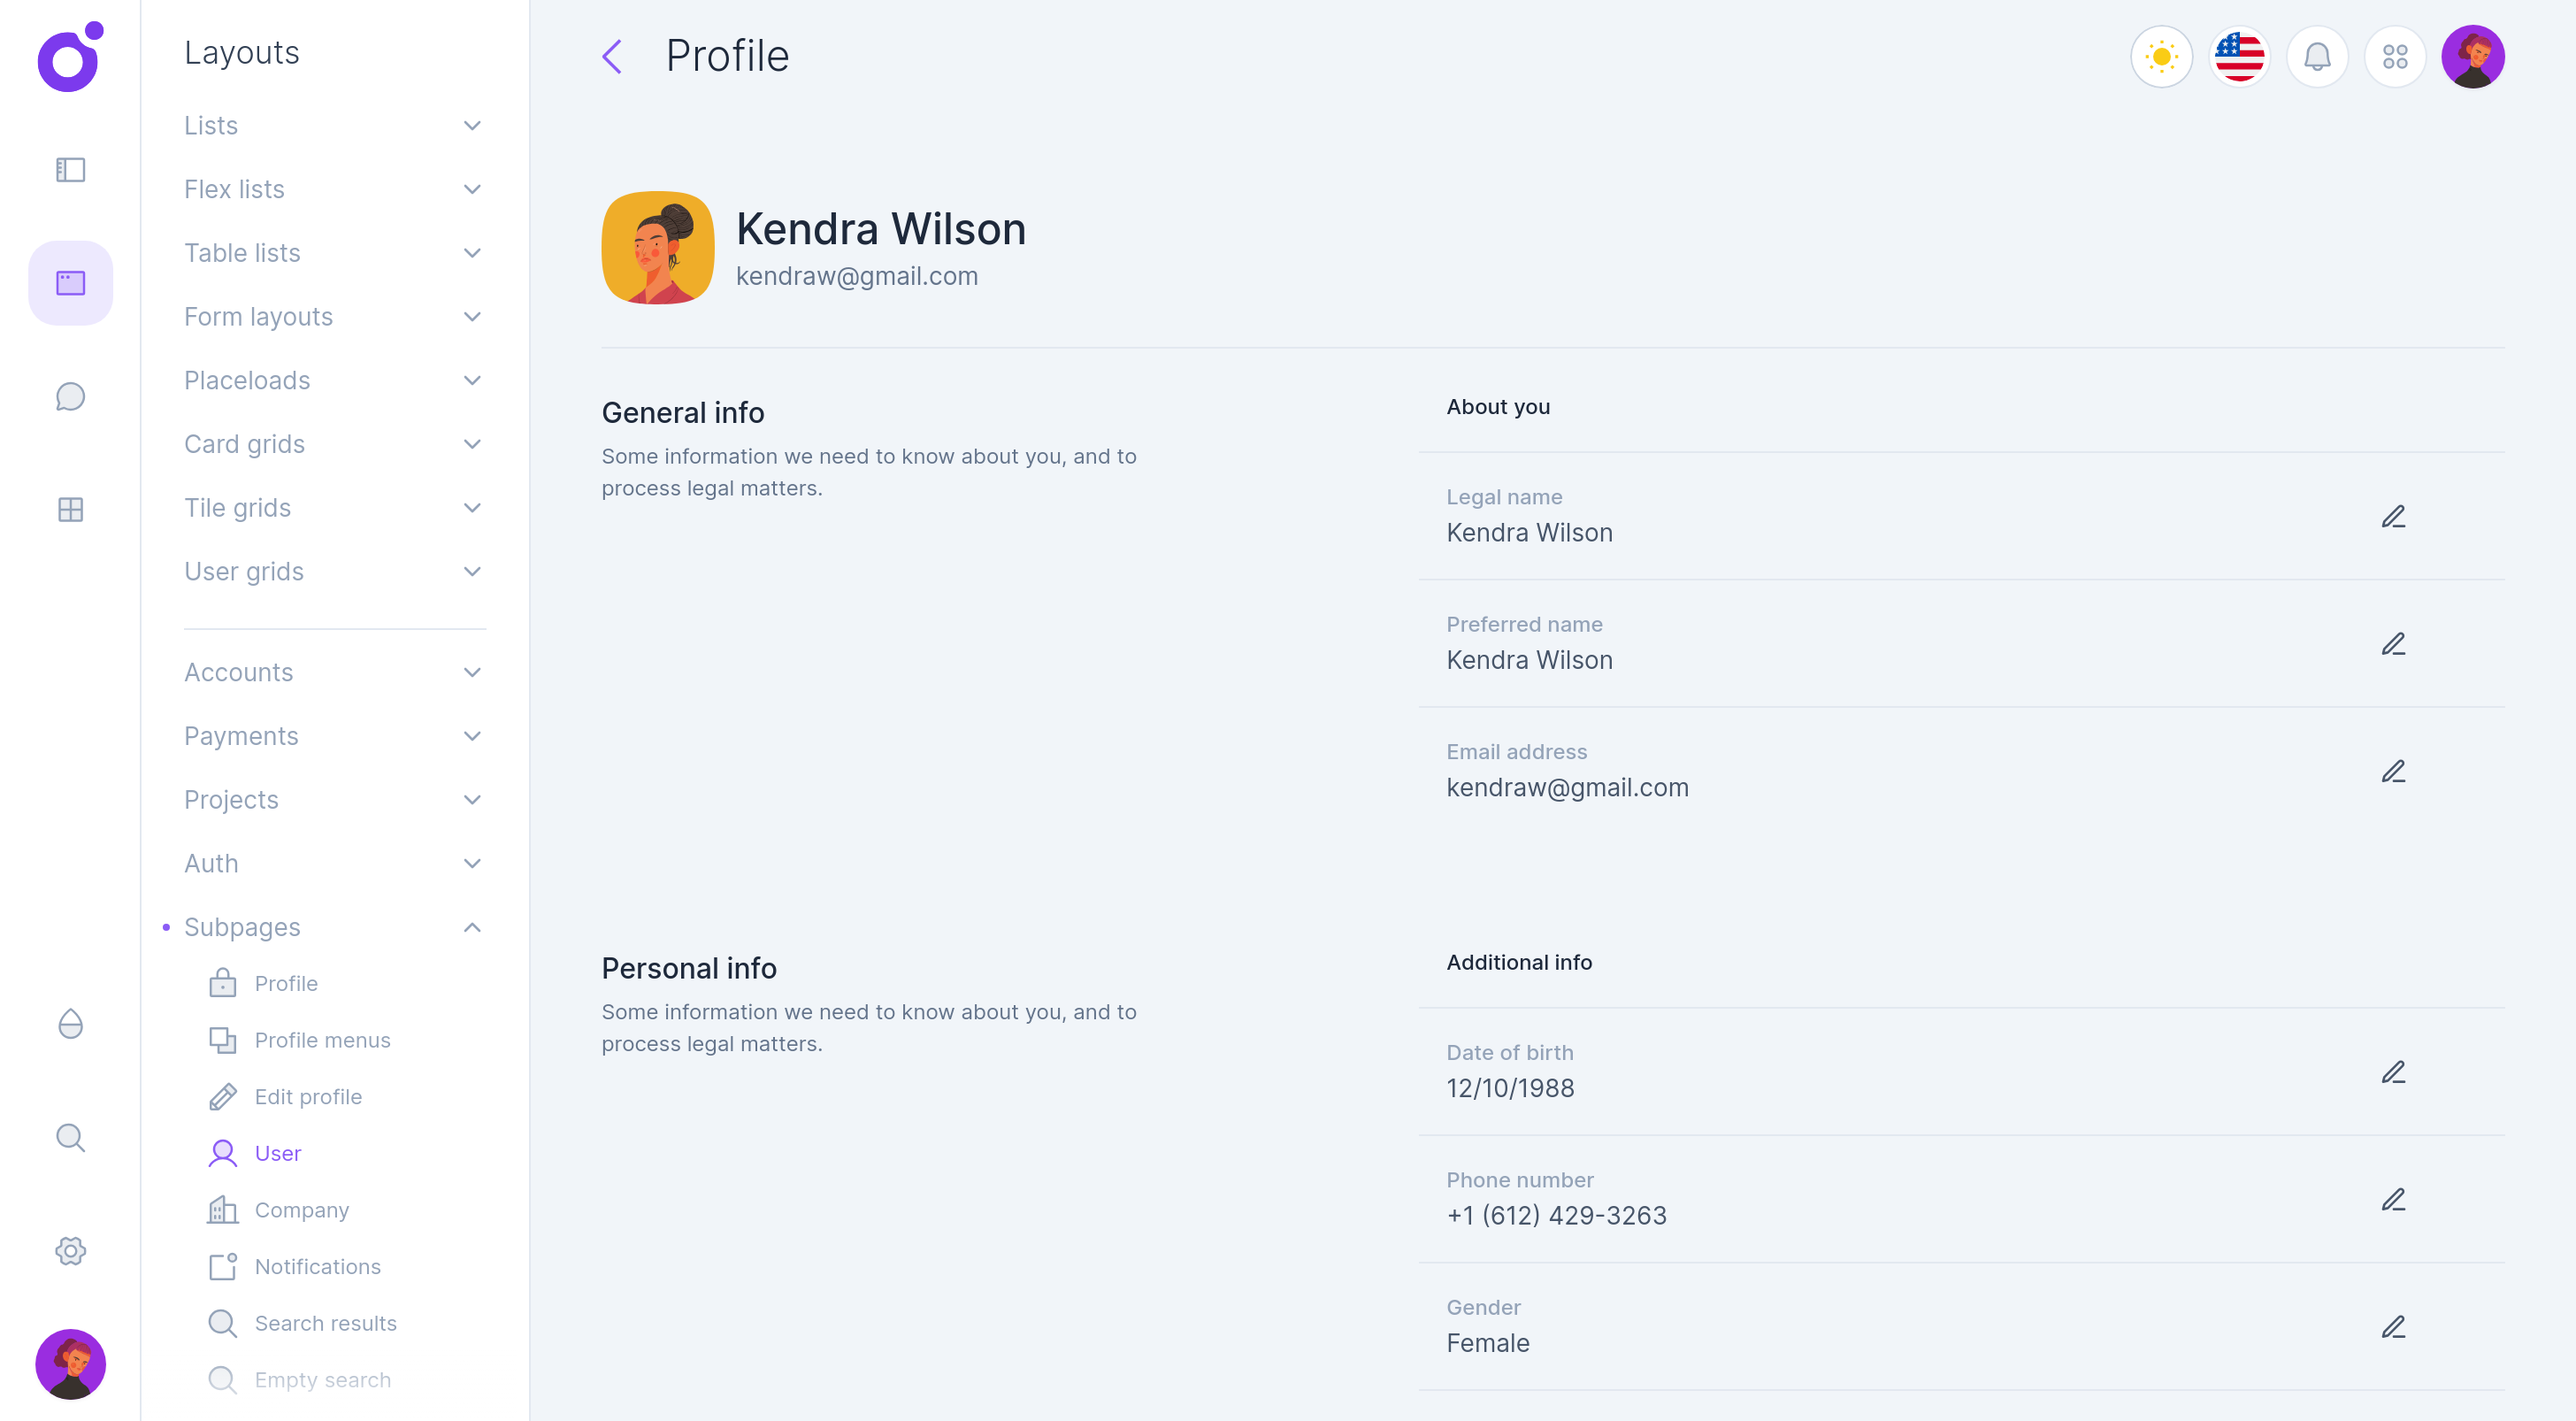 Layouts
Lists
Flex lists
Table lists
Form layouts
Placeloads
Card grids
Tile grids
User grids
Accounts
Payments
Projects
Auth
Subpages
Profile
Profile menus
Edit profile
User
Company
Notifications
Search results
Empty search
Profile
Kendra Wilson
kendraw@gmail.com
General info
Some information we need to know about you, and to
process legal matters.
About you
Legal name
Kendra Wilson
Preferred name
Kendra Wilson
Email address
kendraw@gmail.com
Personal info
Some information we need to know about you, and to
process legal matters.
Additional info
Date of birth
12/10/1988
Phone number
+1 (612) 429-3263
Gender
Female